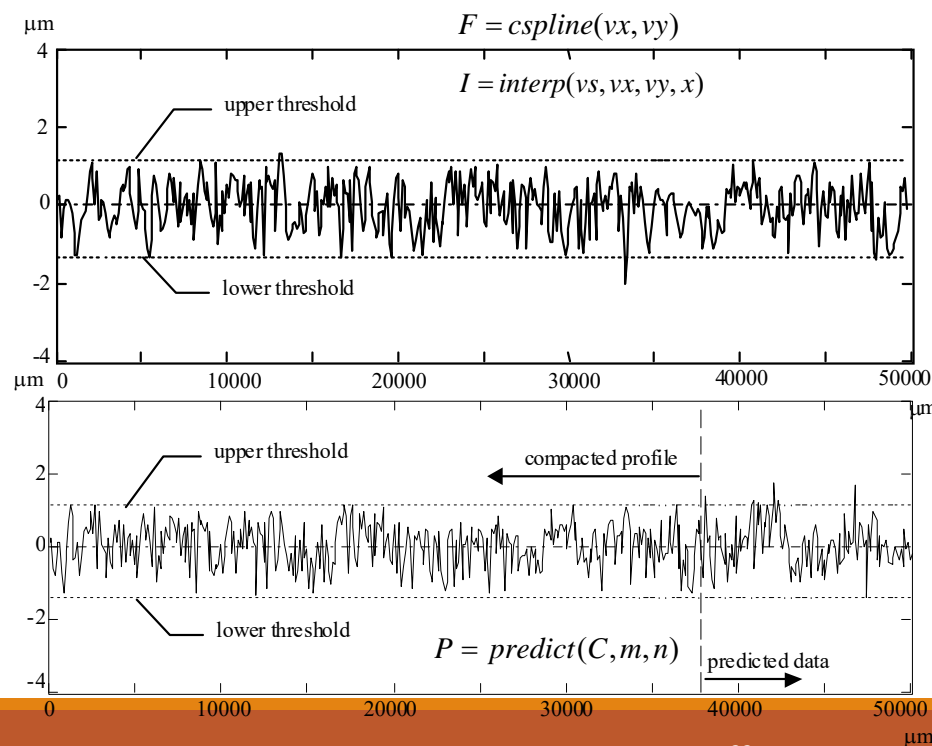 μm
F = cspline(vx, vy)
4
I = interp(vs, vx, vy, x)
upper threshold
2
0
-2
lower threshold
-4
0 10000 20000 30000 40000 50000
μm
μm
4
upper threshold
compacted profile
2
0
-2
lower threshold
P = predict(C, m, n)
predicted data
-4
0 10000 20000 30000 40000 50000
μm